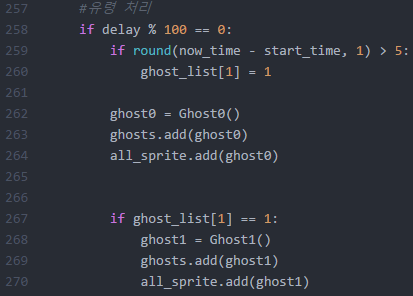 257 #유령 처리
258 if delay % 100 == 0:
259 if round(now_time - start_time, 1) > 5:
260 ghost_list[1] = 1
261
262 ghost0 = Ghost0()
263 ghosts.add(ghost0)
264 all_sprite.add(ghost0)
265
266
267 if ghost_list[1] == 1:
268 ghost1 = Ghost1()
269 ghosts.add(ghost1)
270 all_sprite.add(ghost1)